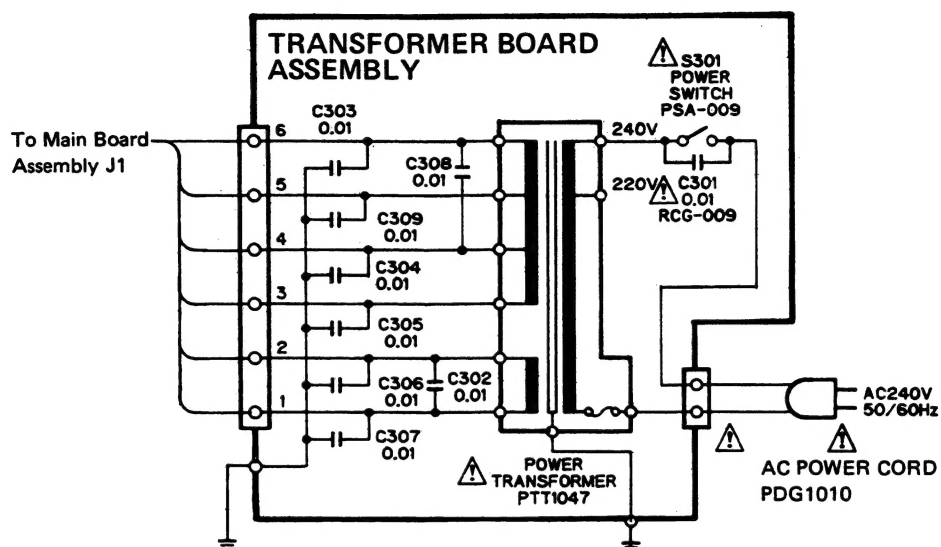 TRANSFORMER BOARD
ASSEMBLY
S301
POWER
SWITCH
PSA-009
C303
0.01
6
240V
To Main Board
Assembly J1
C308
0.01
220V
C301
0.01
RCG-009
5
C309
0.01
4
C304
0.01
3
C305
0.01
2
C306
0.01
C302
0.01
1
C307
0.01
AC240V
50/60Hz
POWER
TRANSFORMER
PTT1047
AC POWER CORD
PDG1010